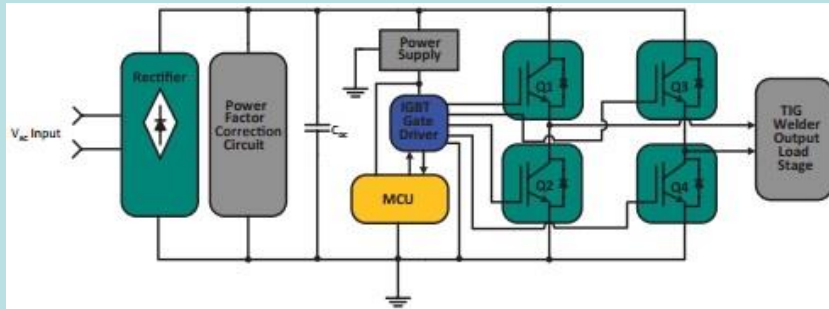 Vac Input
Rectifier
Power
Factor
Correction
Circuit
Cdc
Power
Supply
IGBT
Gate
Driver
MCU
Q1
Q3
Q2
Q4
TIG
Welder
Output
Load
Stage